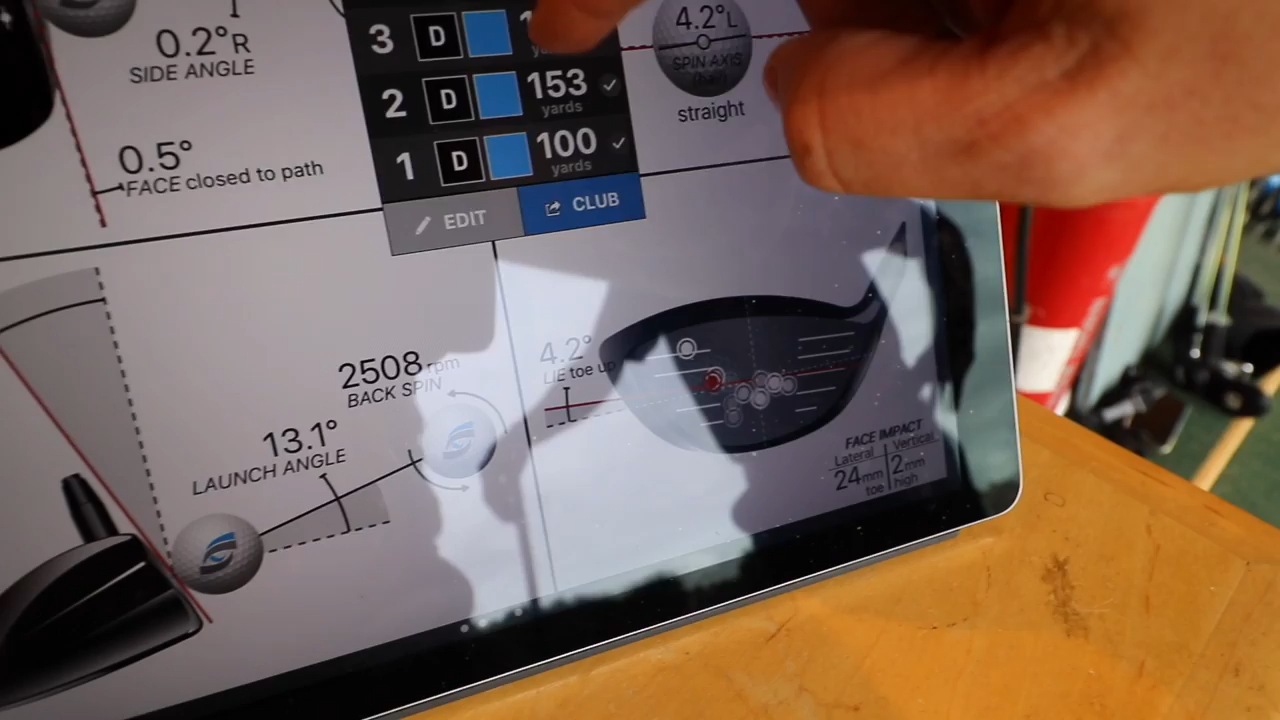 0.2° R
SIDE ANGLE
0.5°
FACE closed to path
3 D
2 D 153
yards
1 D 100
yards
EDIT
CLUB
4.2° L
SPIN AXIS
straight
2508 rpm
BACK SPIN
13.1°
LAUNCH ANGLE
4.2°
LIE toe up
FACE IMPACT
Lateral Vertical
24mm 2mm
toe high